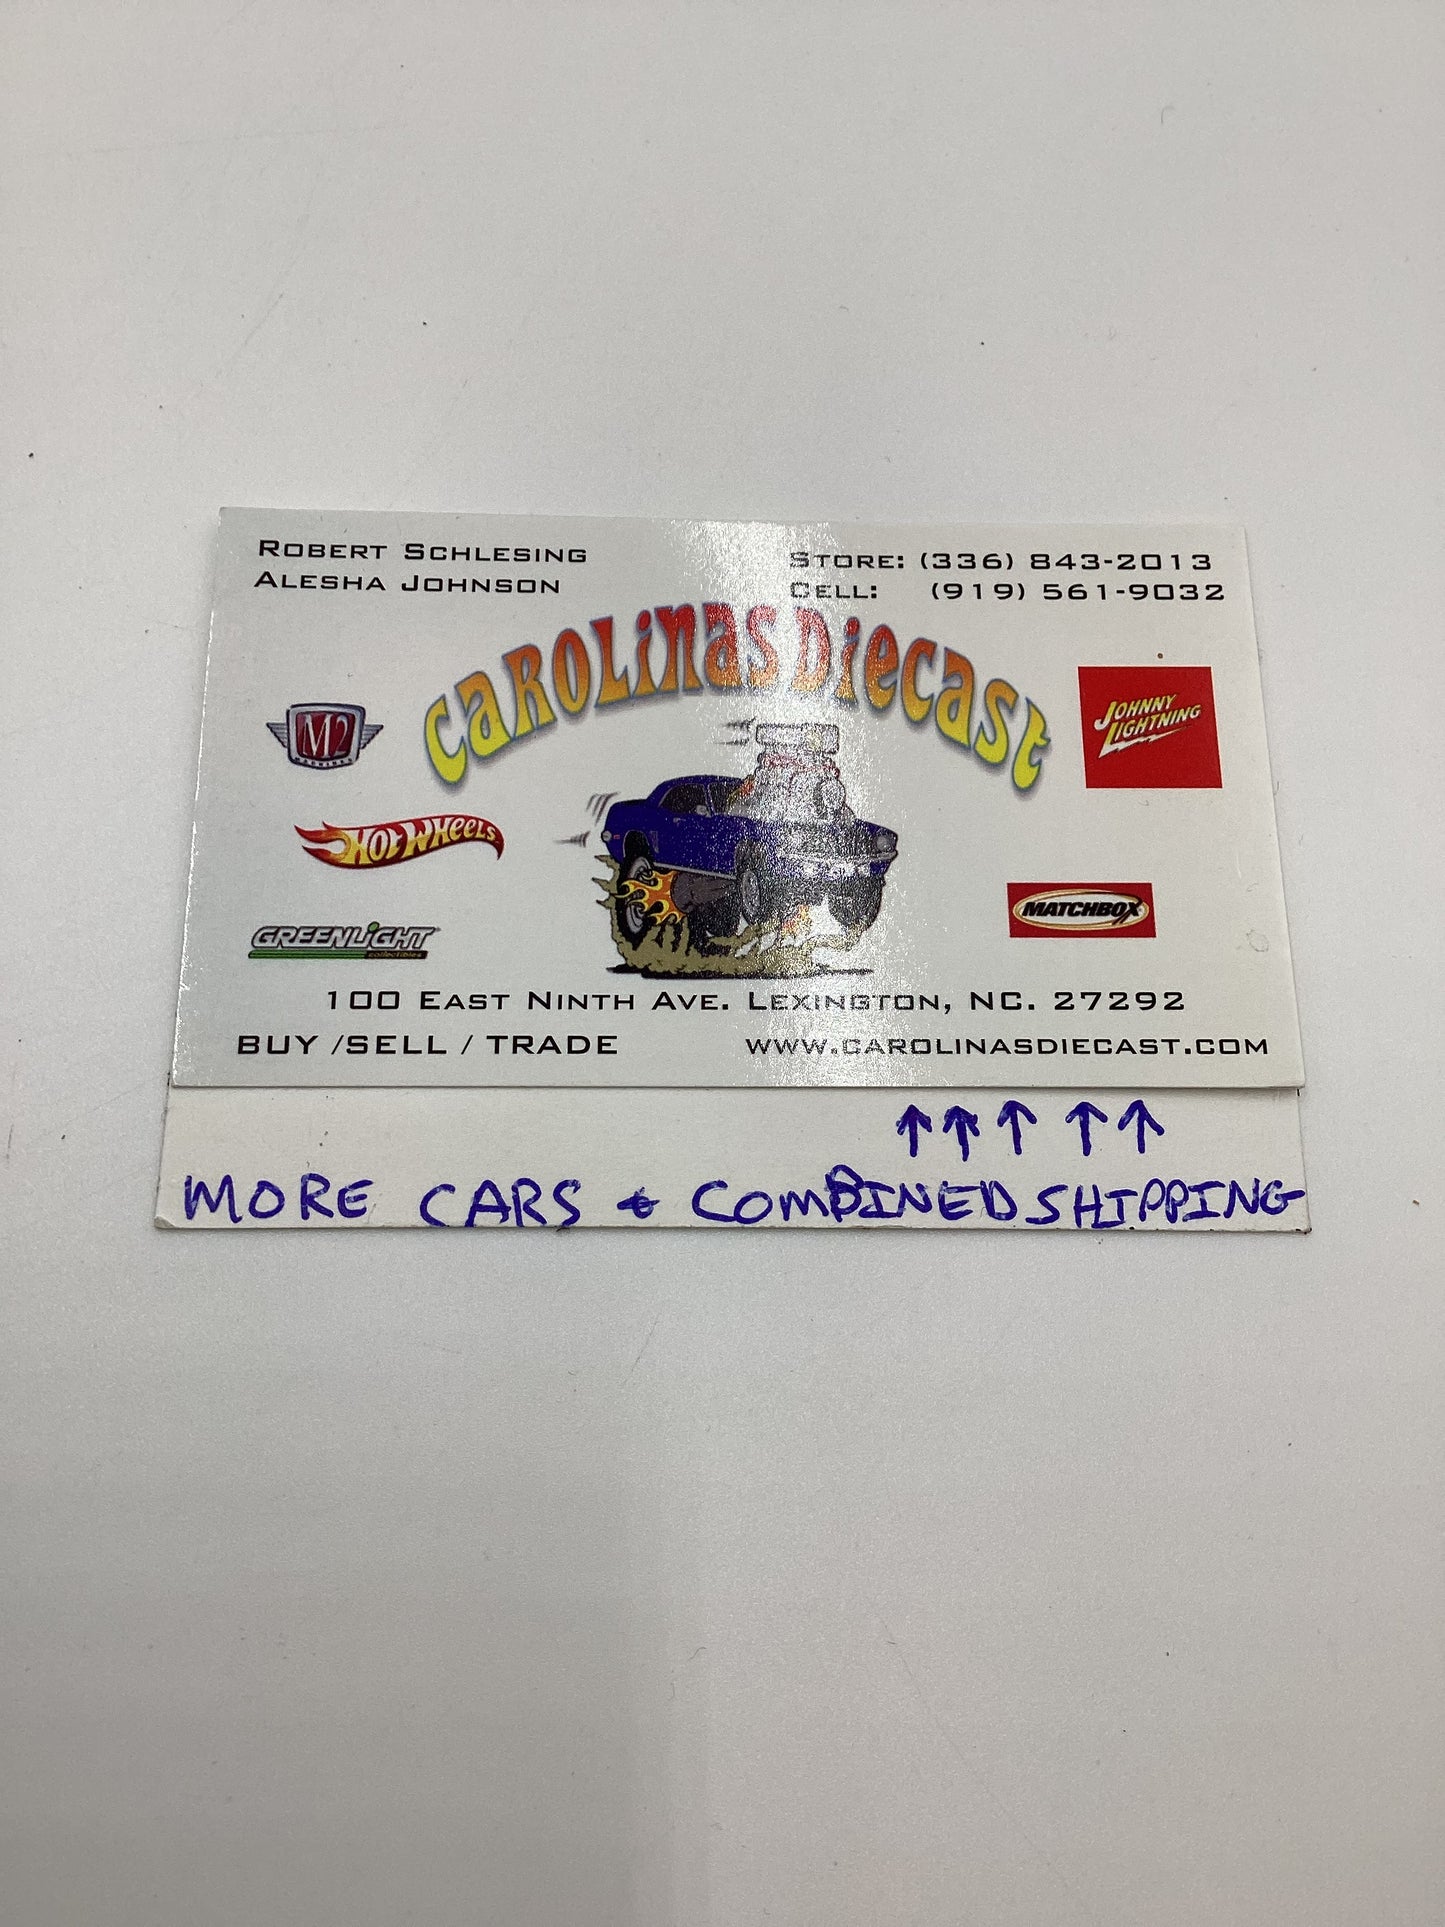 ROBERT SCHLESING
ALESHA JOHNSON
STORE: (336) 843-2013
CELL: (919) 561-9032
CAROLINAS DIECAST
M2
MACHINES
JOHNNY
LIGHTNING
HOT WHEELS
MATCHBOX
GREENLIGHT
collectibles
100 EAST NINTH AVE. LEXINGTON, NC. 27292
BUY /SELL / TRADE
WWW.CAROLINASDIECAST.COM
↑↑↑ ↑↑
MORE CARS & COMBINED SHIPPING